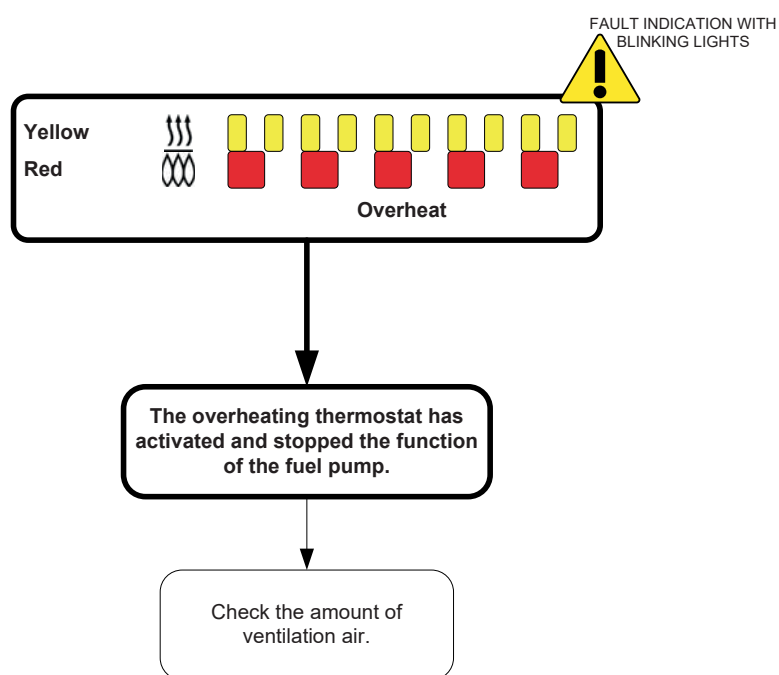 FAULT INDICATION WITH
BLINKING LIGHTS
Yellow
Red
Overheat
The overheating thermostat has
activated and stopped the function
of the fuel pump.
Check the amount of
ventilation air.